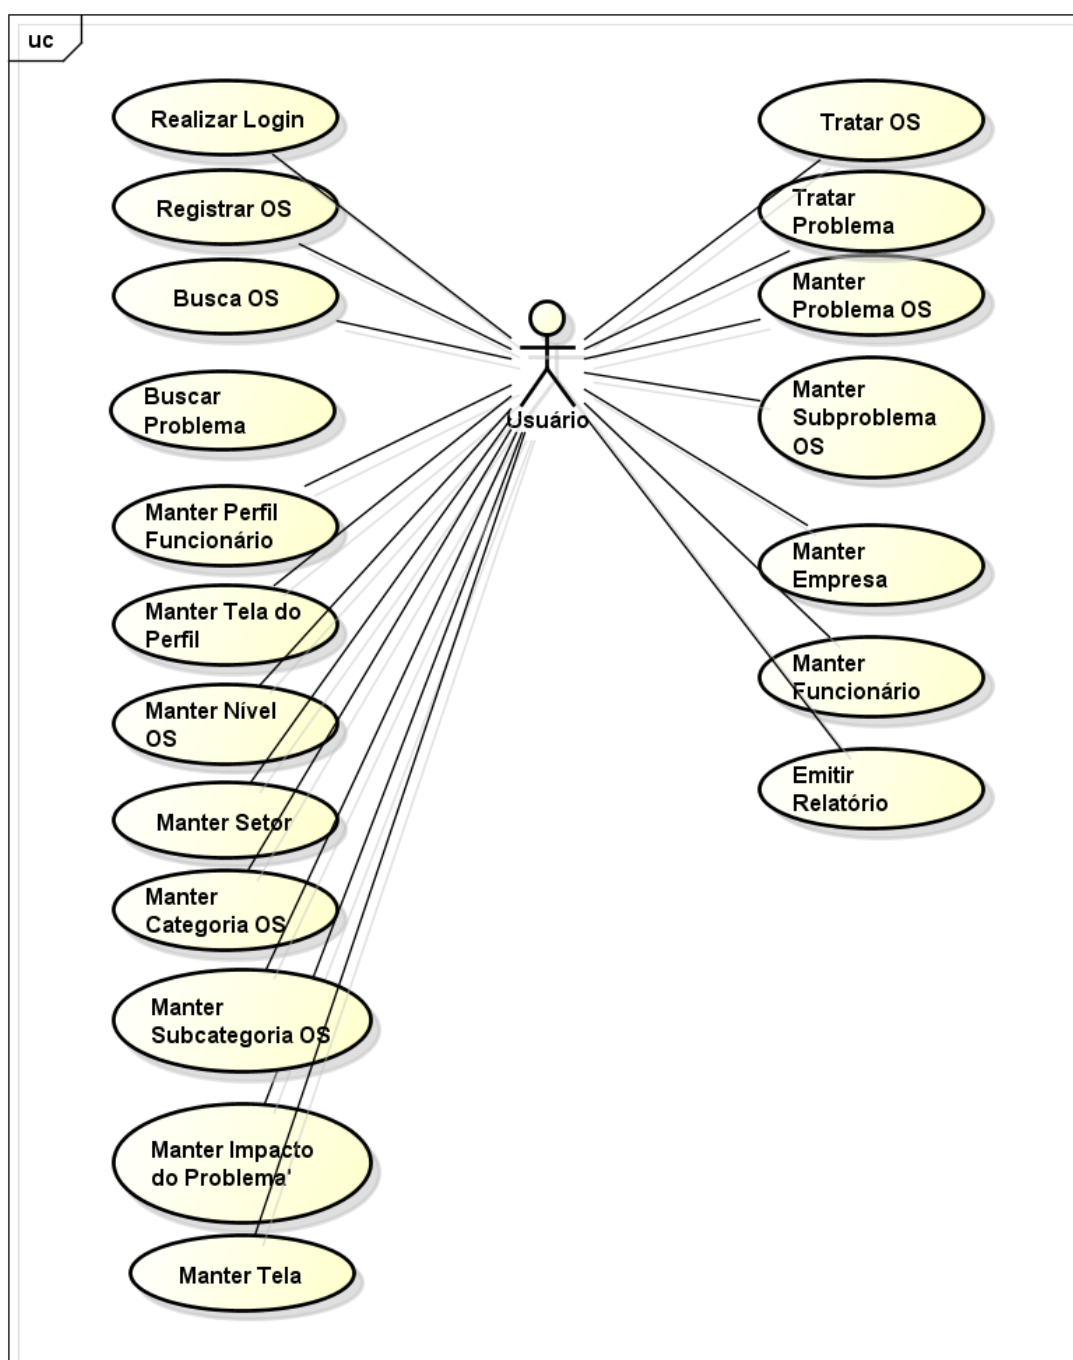 uc
Realizar Login
Registrar OS
Busca OS
Buscar
Problema
Manter Perfil
Funcionário
Manter Tela do
Perfil
Manter Nível
OS
Manter Setor
Manter
Categoria OS
Manter
Subcategoria OS
Manter Impacto
do Problema'
Manter Tela
Usuário
Tratar OS
Tratar
Problema
Manter
Problema OS
Manter
Subproblema
OS
Manter
Empresa
Manter
Funcionário
Emitir
Relatório